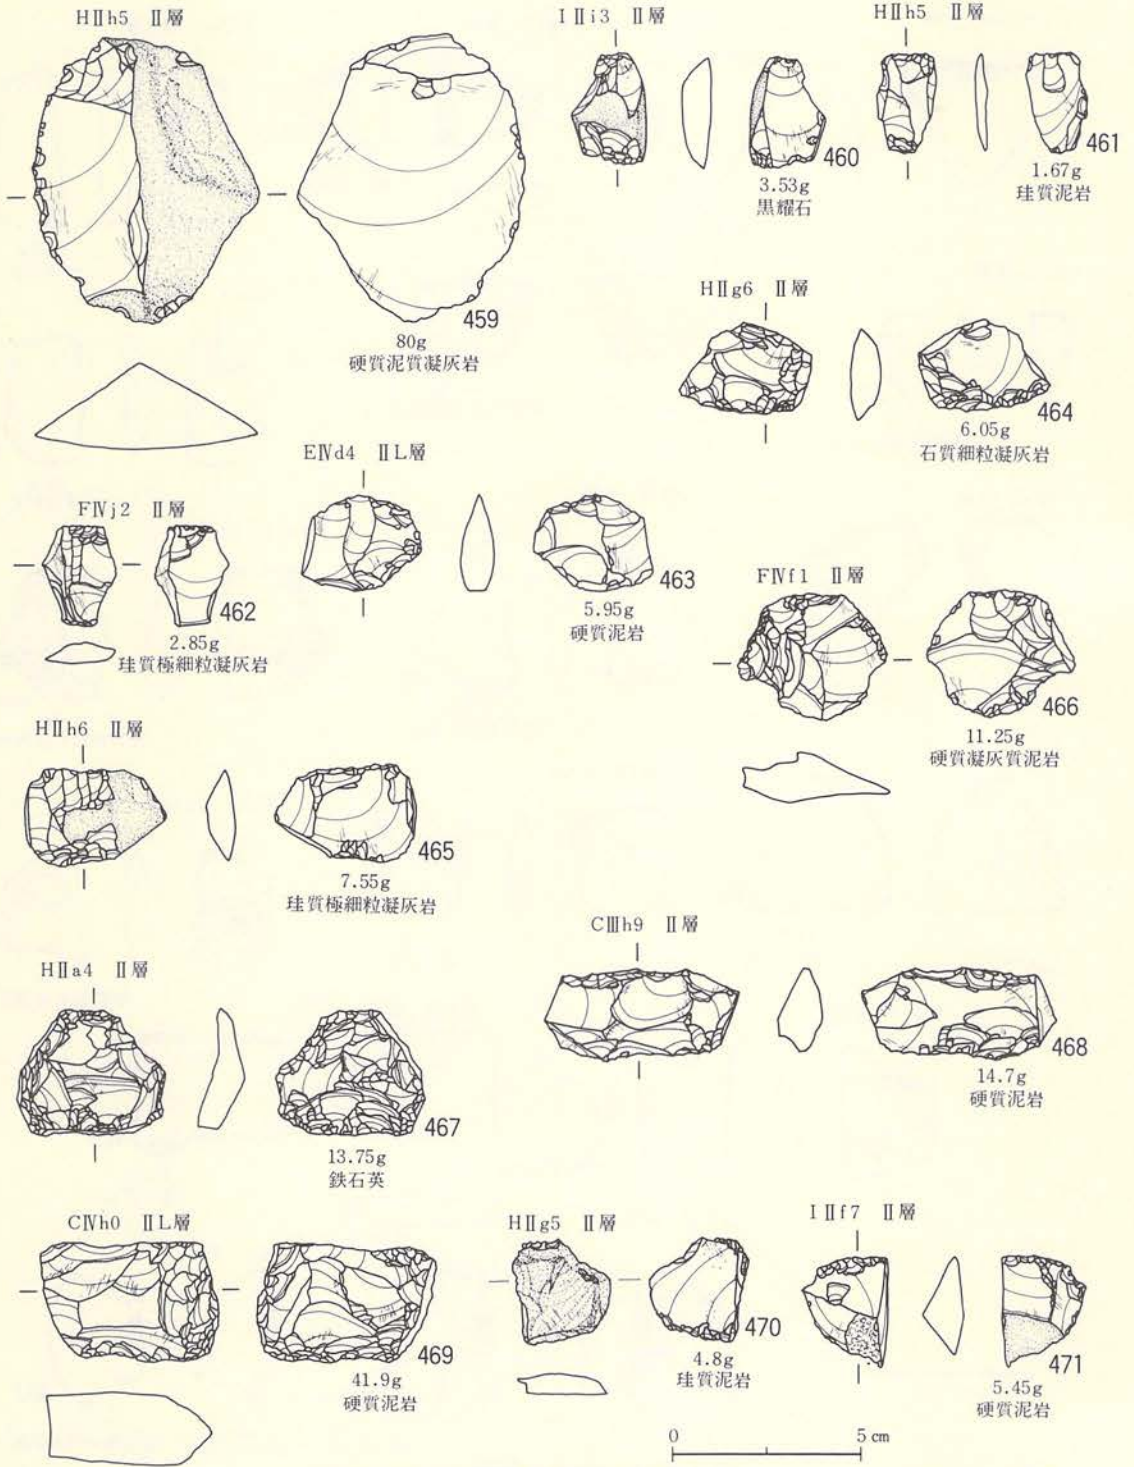 HⅡh5　Ⅱ層
459
80g
硬質泥質凝灰岩
ⅠⅡi3　Ⅱ層
460
3.53g
黒耀石
HⅡh5　Ⅱ層
461
1.67g
珪質泥岩
HⅡg6　Ⅱ層
464
6.05g
石質細粒凝灰岩
EⅣd4　ⅡL層
463
5.95g
硬質泥岩
FⅣj2　Ⅱ層
462
2.85g
珪質極細粒凝灰岩
FⅣf1　Ⅱ層
466
11.25g
硬質凝灰質泥岩
HⅡh6　Ⅱ層
465
7.55g
珪質極細粒凝灰岩
CⅢh9　Ⅱ層
468
14.7g
硬質泥岩
HⅡa4　Ⅱ層
467
13.75g
鉄石英
CⅣh0　ⅡL層
469
41.9g
硬質泥岩
HⅡg5　Ⅱ層
470
4.8g
珪質泥岩
ⅠⅡf7　Ⅱ層
471
5.45g
硬質泥岩
0　5 cm